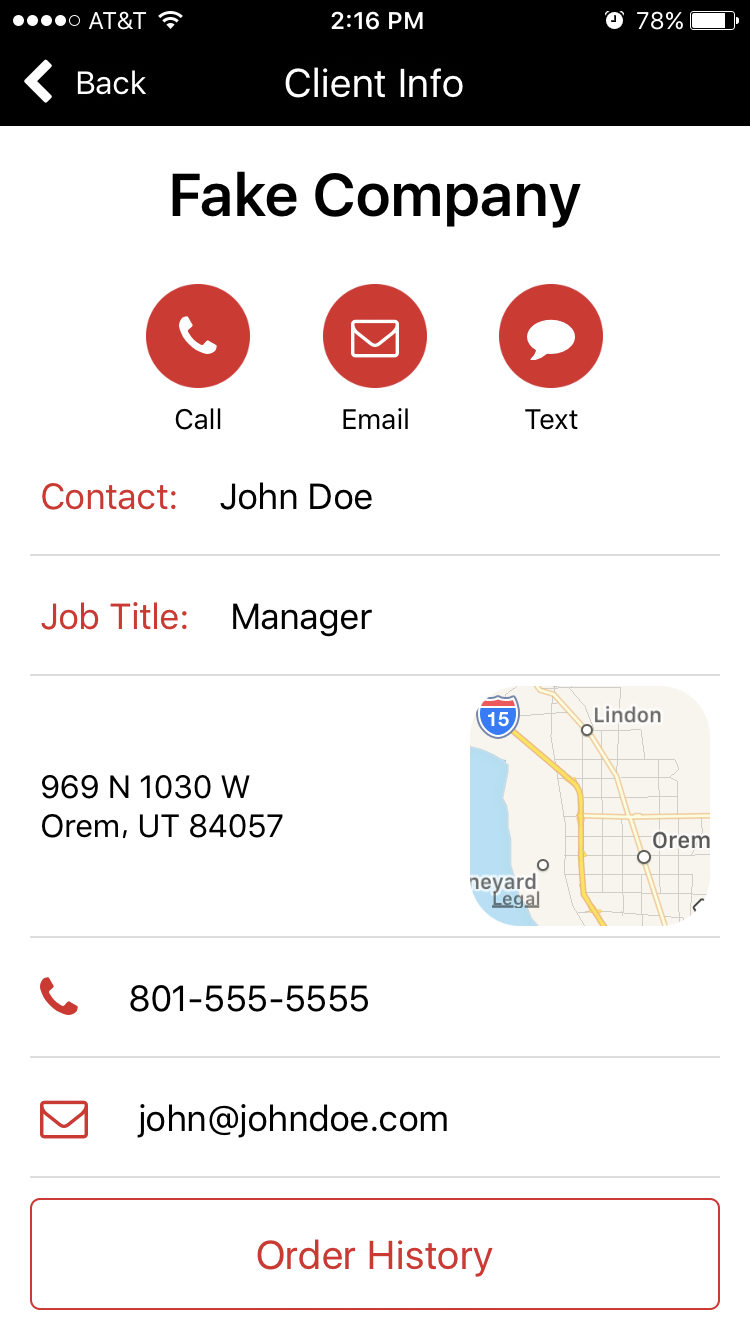 AT&T 2:16 PM 78%
Back Client Info
Fake Company
Call Email Text
Contact: John Doe
Job Title: Manager
15 Lindon
969 N 1030 W
Orem, UT 84057
Orem
neyard
Legal
801-555-5555
john@johndoe.com
Order History